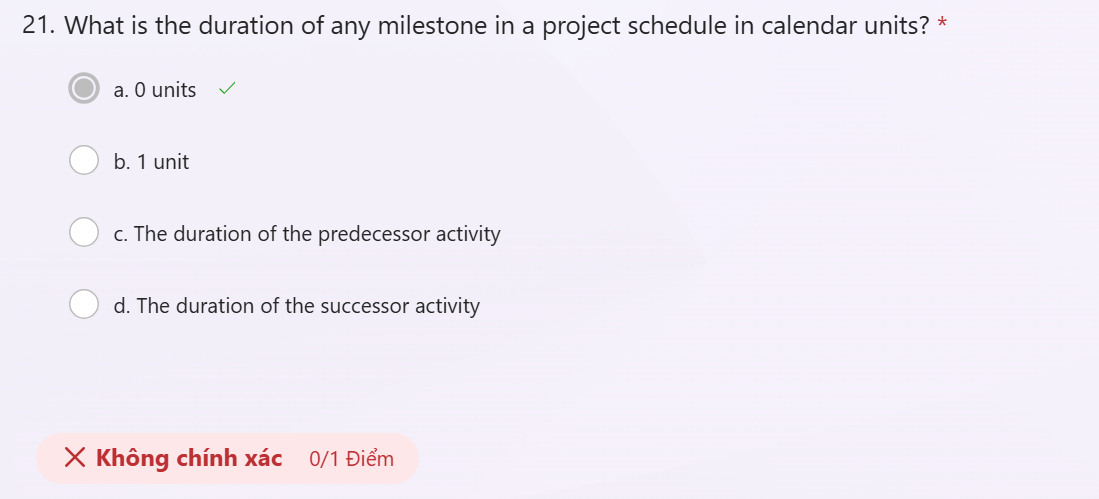 21. What is the duration of any milestone in a project schedule in calendar units? *
a. 0 units
b. 1 unit
c. The duration of the predecessor activity
d. The duration of the successor activity
Không chính xác 0/1 Điểm